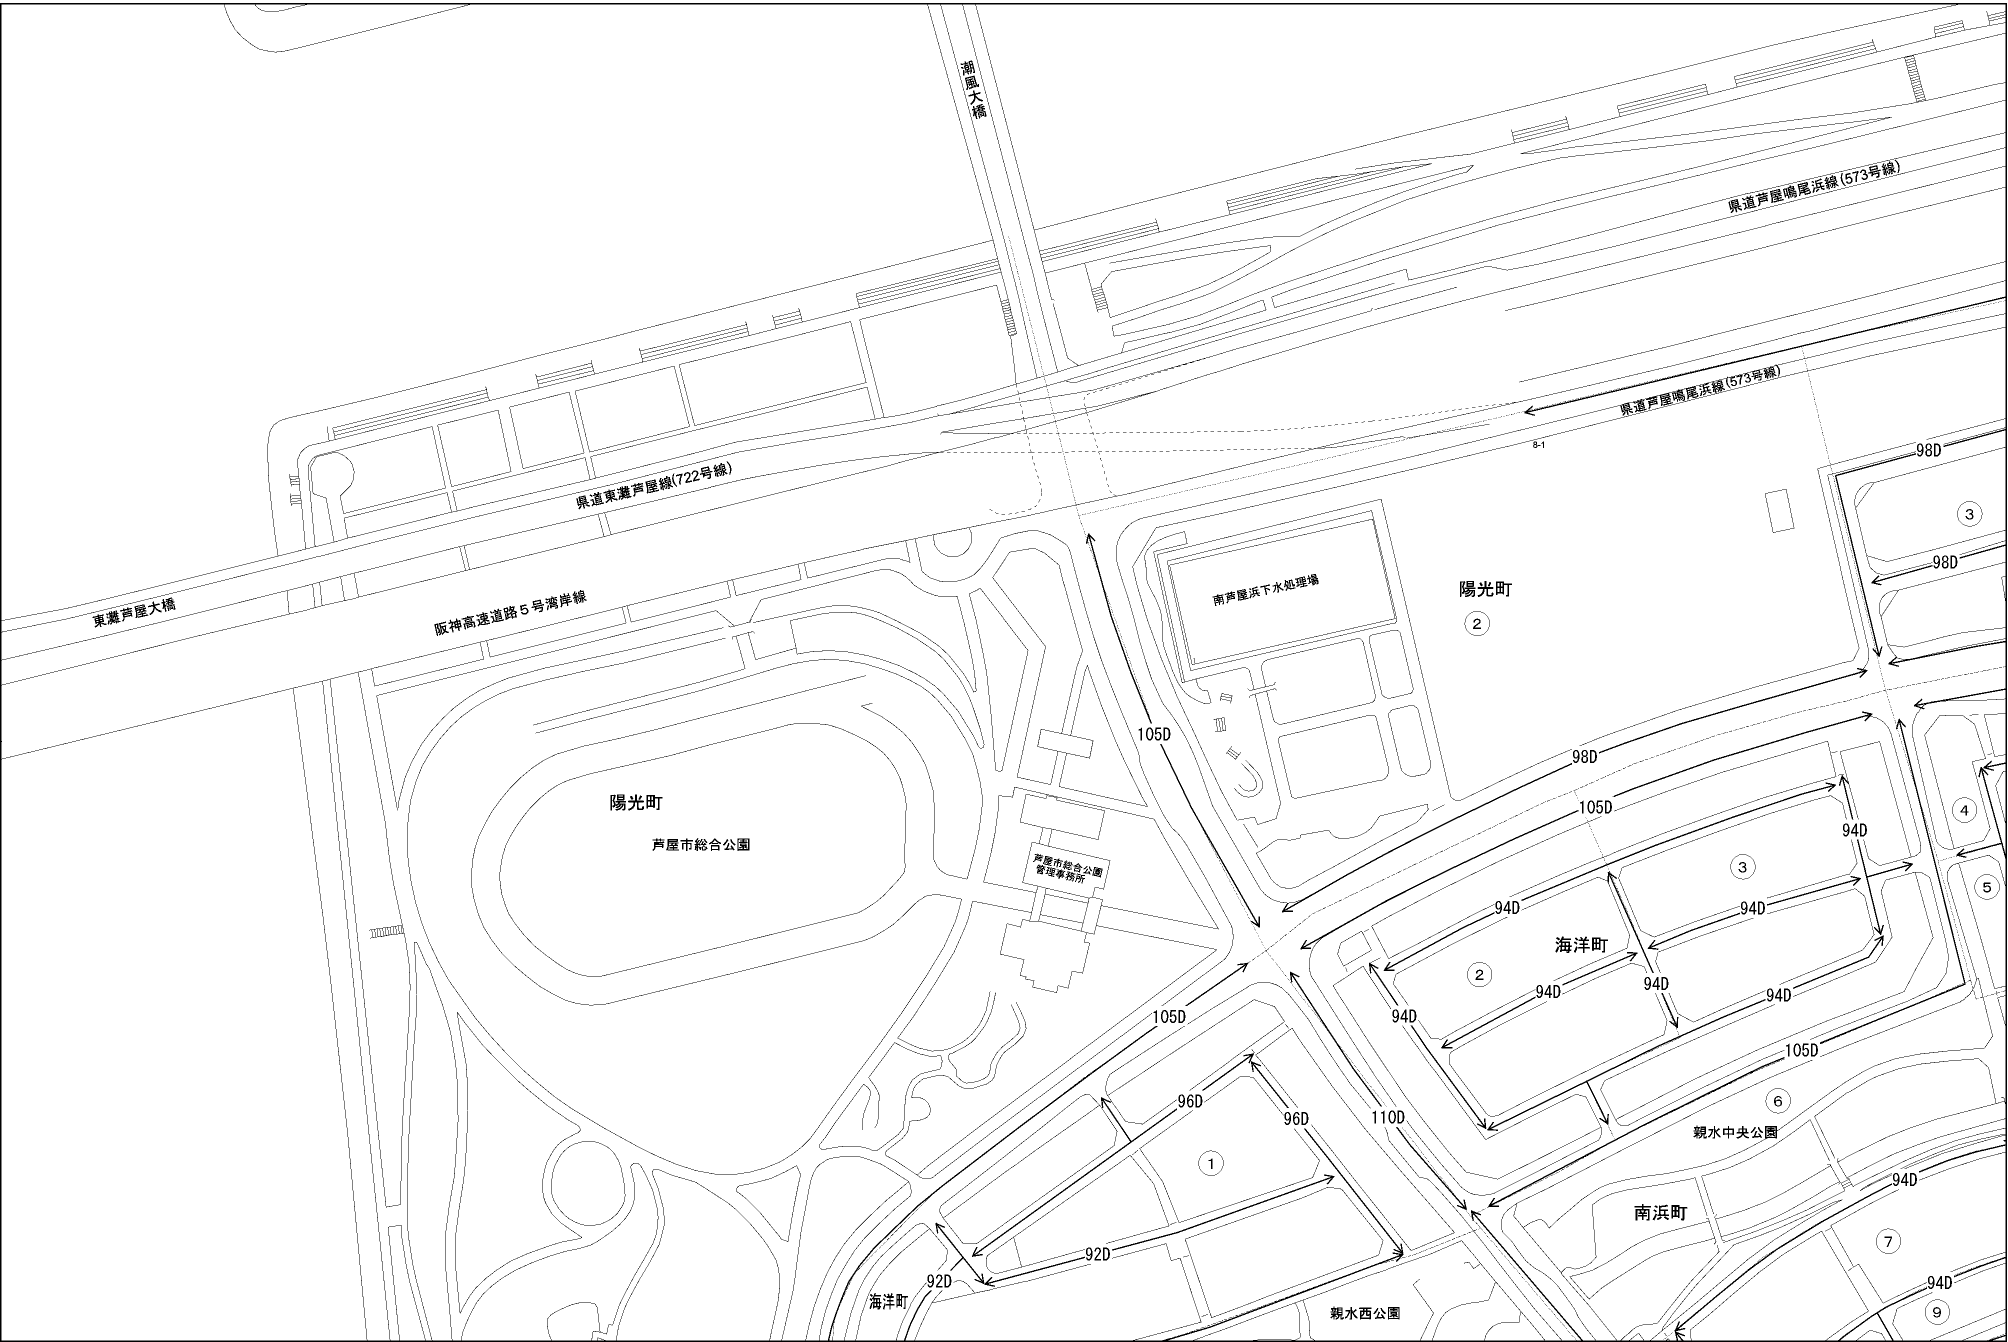 潮風大橋
県道芦屋鳴尾浜線(573号線)
県道芦屋鳴尾浜線(573号線)
8-1
98D
県道東灘芦屋線(722号線)
3
98D
東灘芦屋大橋
阪神高速道路5号湾岸線
南芦屋浜下水処理場
陽光町
2
105D
98D
陽光町
芦屋市総合公園
105D
4
94D
芦屋市総合公園
管理事務所
3
5
94D
94D
海洋町
2
94D
94D
94D
94D
105D
105D
96D
96D
110D
6
親水中央公園
1
94D
南浜町
7
92D
92D
94D
海洋町
親水西公園
9